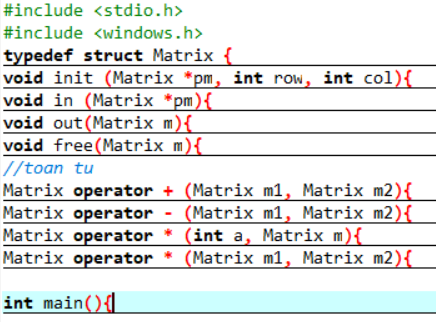 #include <stdio.h>
#include <windows.h>
typedef struct Matrix {
void init (Matrix *pm, int row, int col){
void in (Matrix *pm){
void out(Matrix m){
void free(Matrix m){
//toan tu
Matrix operator + (Matrix m1, Matrix m2){
Matrix operator - (Matrix m1, Matrix m2){
Matrix operator * (int a, Matrix m){
Matrix operator * (Matrix m1, Matrix m2){
int main(){